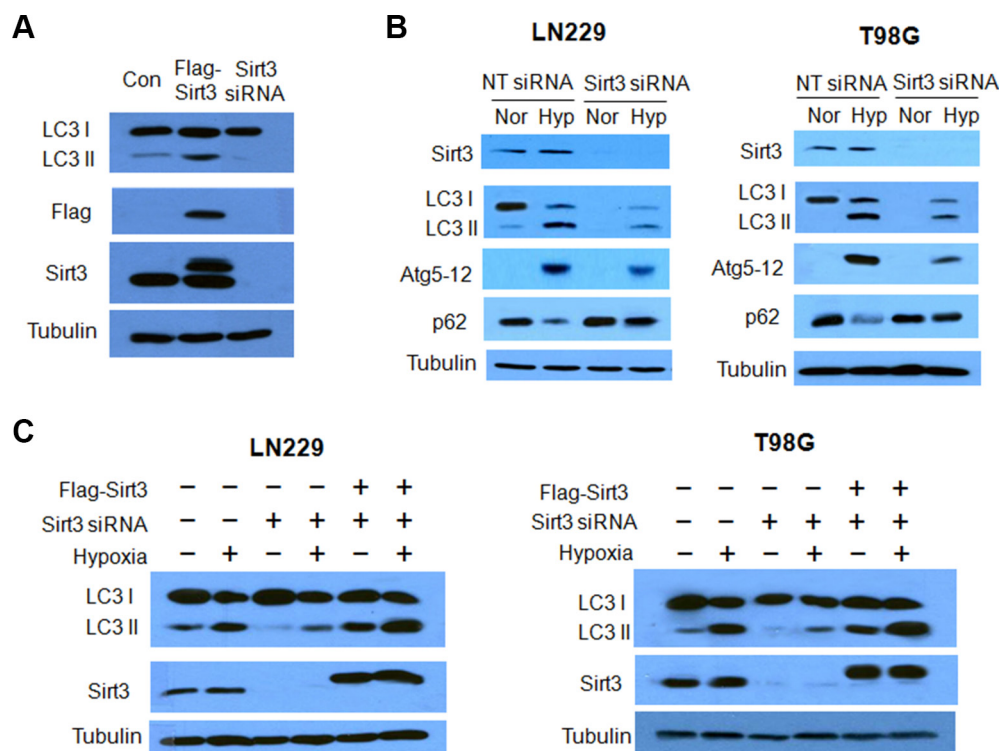 A
Con Flag-Sirt3 Sirt3 siRNA
LC3 I
LC3 II
Flag
Sirt3
Tubulin
B
LN229
NT siRNA Sirt3 siRNA
Nor Hyp Nor Hyp
Sirt3
LC3 I
LC3 II
Atg5-12
p62
Tubulin
T98G
NT siRNA Sirt3 siRNA
Nor Hyp Nor Hyp
Sirt3
LC3 I
LC3 II
Atg5-12
p62
Tubulin
C
LN229
Flag-Sirt3 − − − − + +
Sirt3 siRNA − − + + + +
Hypoxia − + − + − +
LC3 I
LC3 II
Sirt3
Tubulin
T98G
Flag-Sirt3 − − − − + +
Sirt3 siRNA − − + + + +
Hypoxia − + − + − +
LC3 I
LC3 II
Sirt3
Tubulin